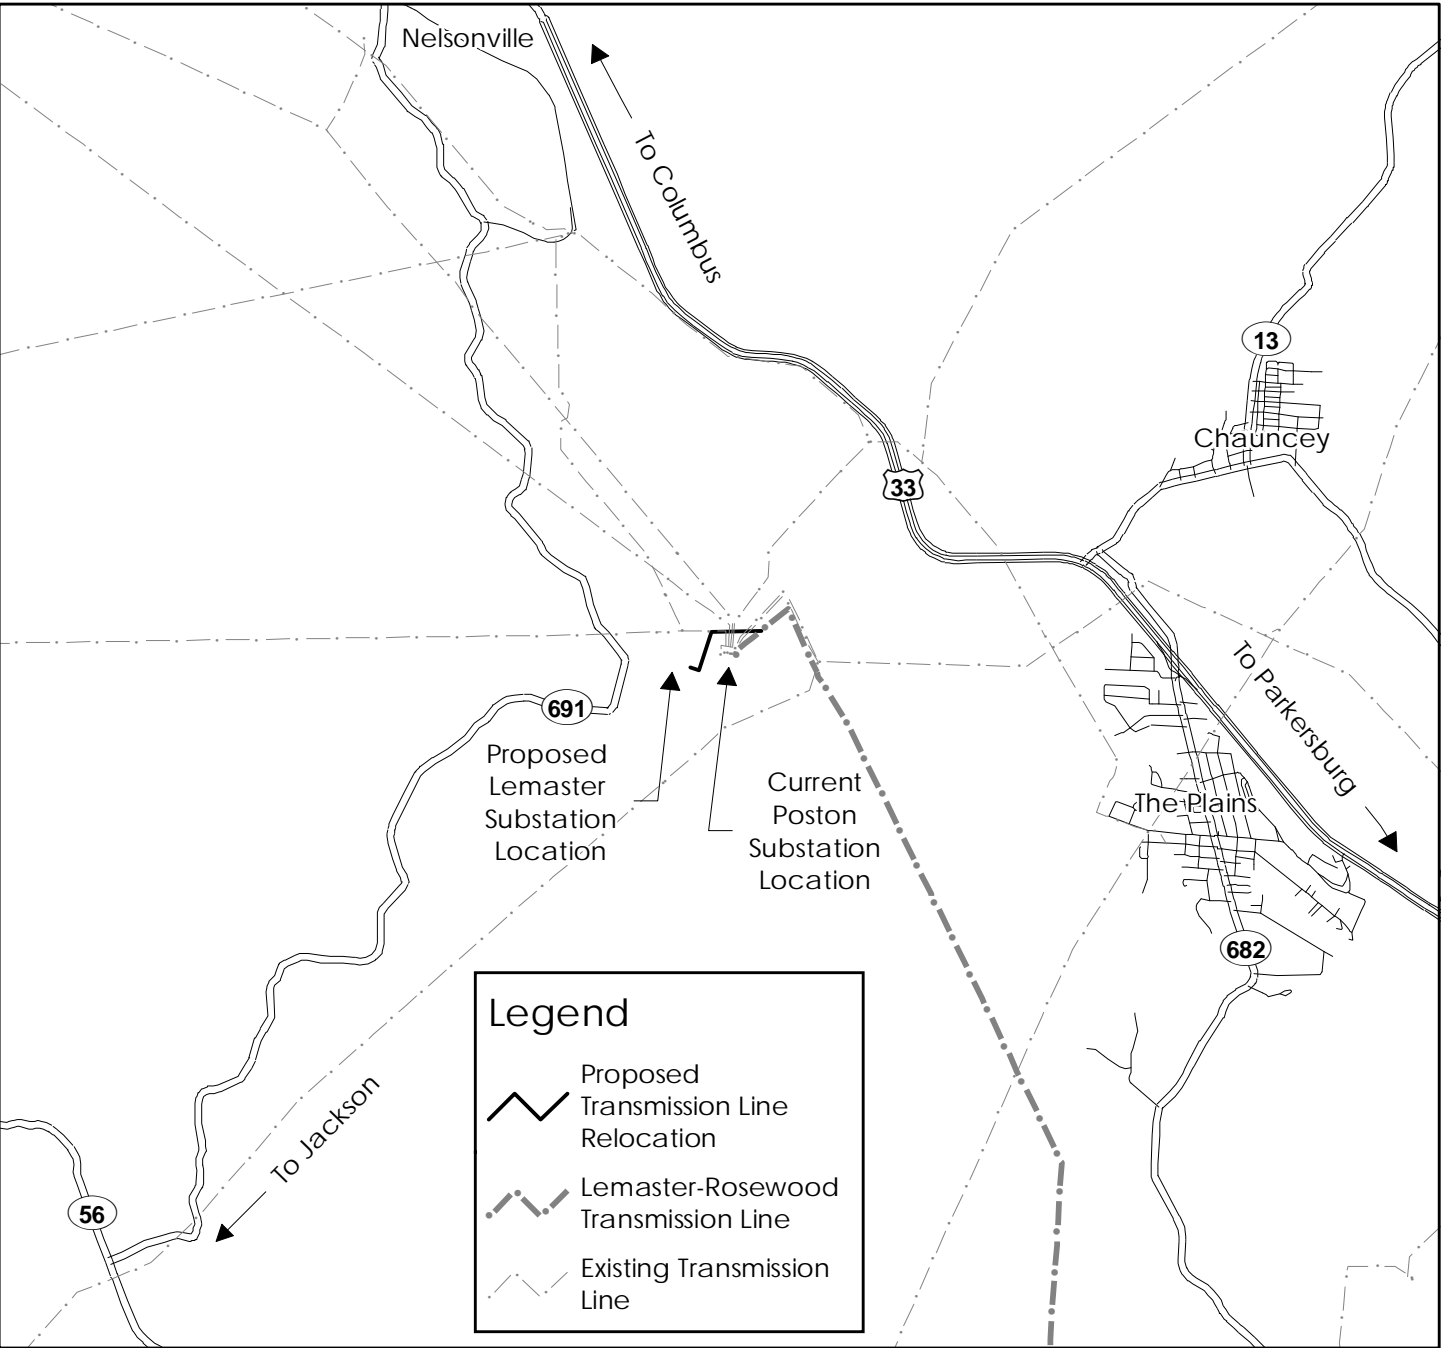 Nelsonville
To Columbus
13
Chauncey
33
To Parkersburg
691
Proposed
Lemaster
Substation
Location
Current
Poston
Substation
Location
The Plains
682
Legend
Proposed
Transmission Line
Relocation
Lemaster-Rosewood
Transmission Line
Existing Transmission
Line
To Jackson
56